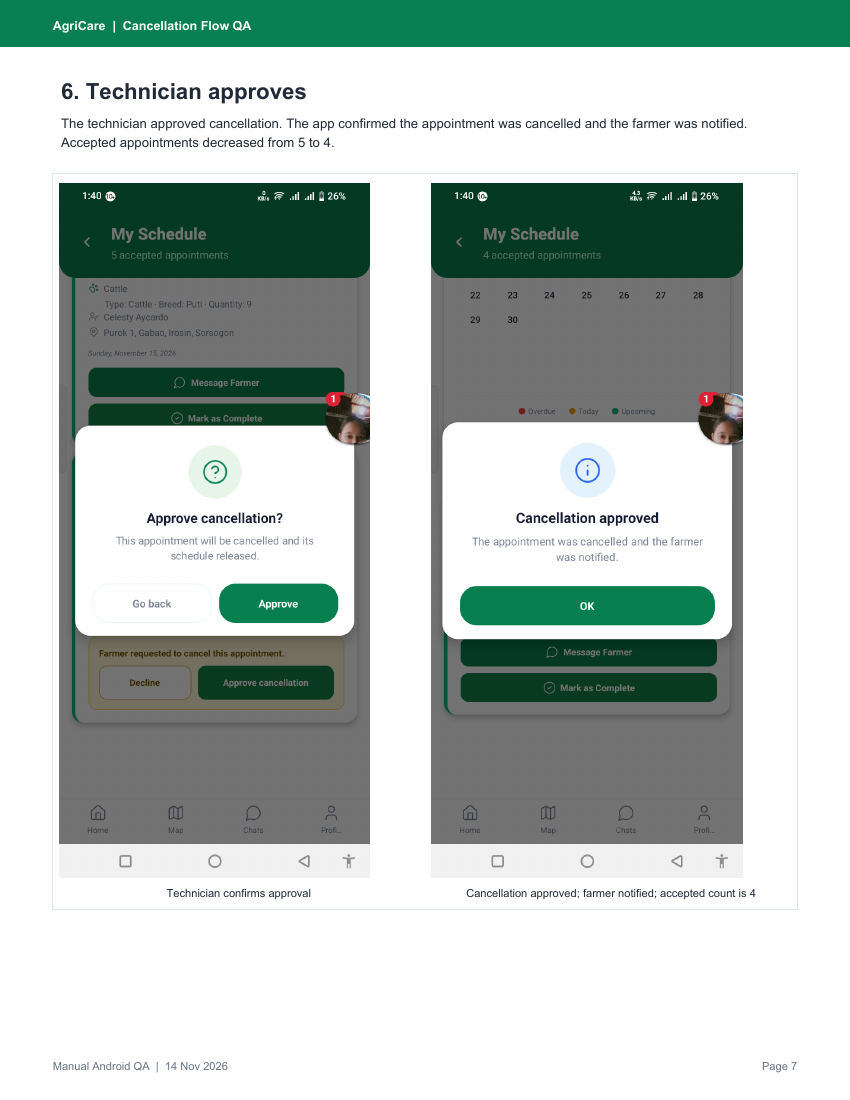 AgriCare | Cancellation Flow QA
6. Technician approves
The technician approved cancellation. The app confirmed the appointment was cancelled and the farmer was notified.
Accepted appointments decreased from 5 to 4.
1:40
0 KB/s
26%
My Schedule
5 accepted appointments
Cattle
Type: Cattle · Breed: Puti · Quantity: 9
Celesty Aycardo
Purok 1, Gabao, Irosin, Sorsogon
Sunday, November 15, 2026
Message Farmer
Mark as Complete
1
Approve cancellation?
This appointment will be cancelled and its
schedule released.
Go back
Approve
Farmer requested to cancel this appointment.
Decline
Approve cancellation
Home
Map
Chats
Profi...
Technician confirms approval
1:40
4.3 KB/s
26%
My Schedule
4 accepted appointments
22 23 24 25 26 27 28
29 30
Overdue Today Upcoming
1
Cancellation approved
The appointment was cancelled and the farmer
was notified.
OK
Message Farmer
Mark as Complete
Home
Map
Chats
Profi...
Cancellation approved; farmer notified; accepted count is 4
Manual Android QA | 14 Nov 2026
Page 7